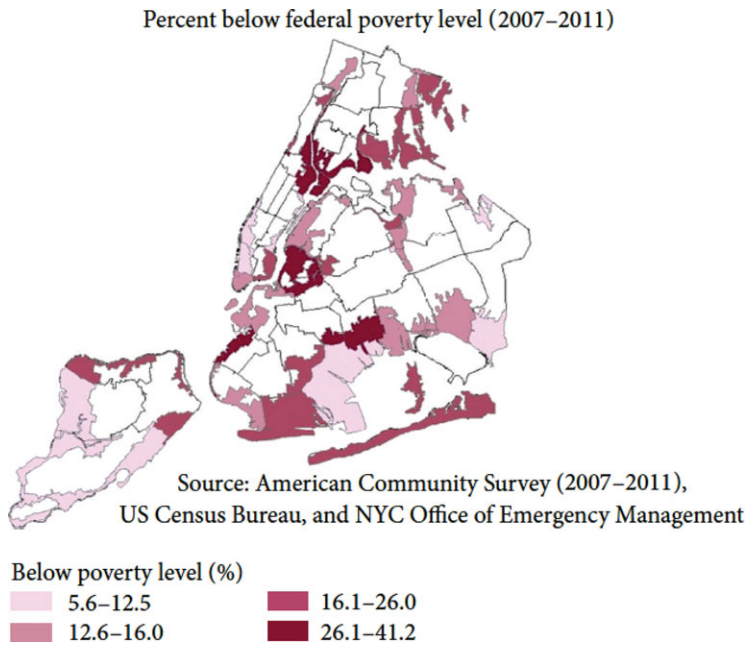 Percent below federal poverty level (2007–2011)
Source: American Community Survey (2007–2011),
US Census Bureau, and NYC Office of Emergency Management
Below poverty level (%)
5.6–12.5
16.1–26.0
12.6–16.0
26.1–41.2